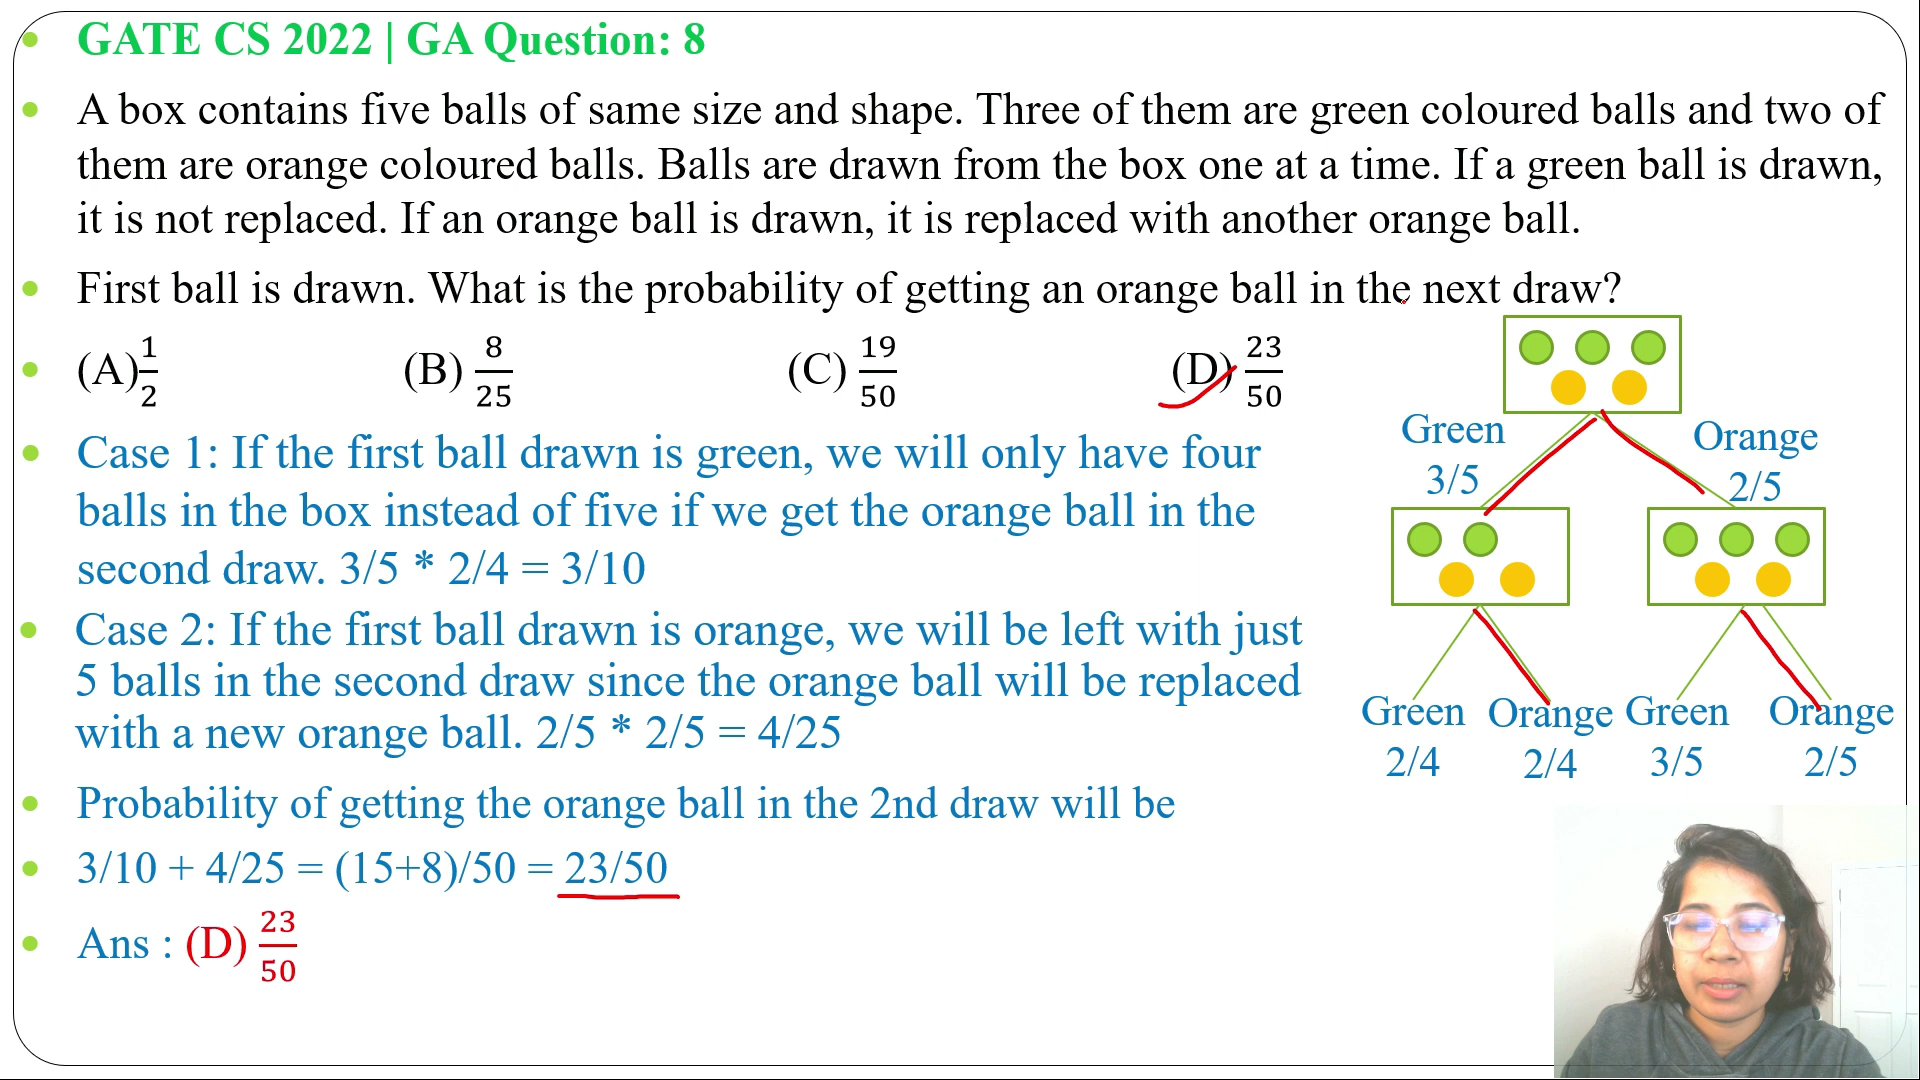 GATE CS 2022 | GA Question: 8
A box contains five balls of same size and shape. Three of them are green coloured balls and two of
them are orange coloured balls. Balls are drawn from the box one at a time. If a green ball is drawn,
it is not replaced. If an orange ball is drawn, it is replaced with another orange ball.
First ball is drawn. What is the probability of getting an orange ball in the next draw?
(A) 1/2 (B) 8/25 (C) 19/50 (D) 23/50
Case 1: If the first ball drawn is green, we will only have four
balls in the box instead of five if we get the orange ball in the
second draw. 3/5 * 2/4 = 3/10
Case 2: If the first ball drawn is orange, we will be left with just
5 balls in the second draw since the orange ball will be replaced
with a new orange ball. 2/5 * 2/5 = 4/25
Probability of getting the orange ball in the 2nd draw will be
3/10 + 4/25 = (15+8)/50 = 23/50
Ans : (D) 23/50
Green
3/5
Orange
2/5
Green Orange Green Orange
2/4 2/4 3/5 2/5